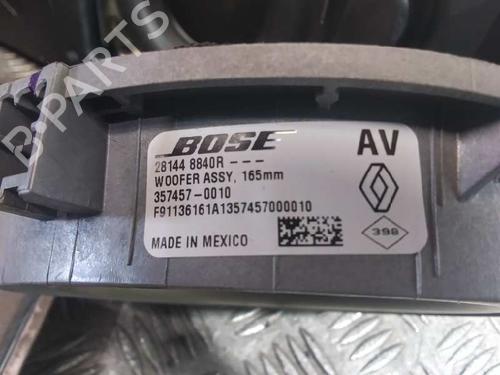 B-PARTS
BOSE
AV
28144 8840R ---
WOOFER ASSY, 165mm
357457-0010
F91136161A1357457000010
MADE IN MEXICO
398